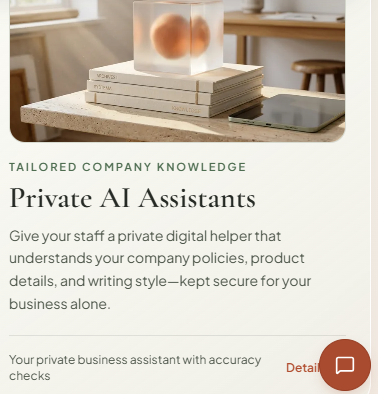 TAILORED COMPANY KNOWLEDGE
Private AI Assistants
Give your staff a private digital helper that
understands your company policies, product
details, and writing style—kept secure for your
business alone.
Your private business assistant with accuracy
checks
Detail